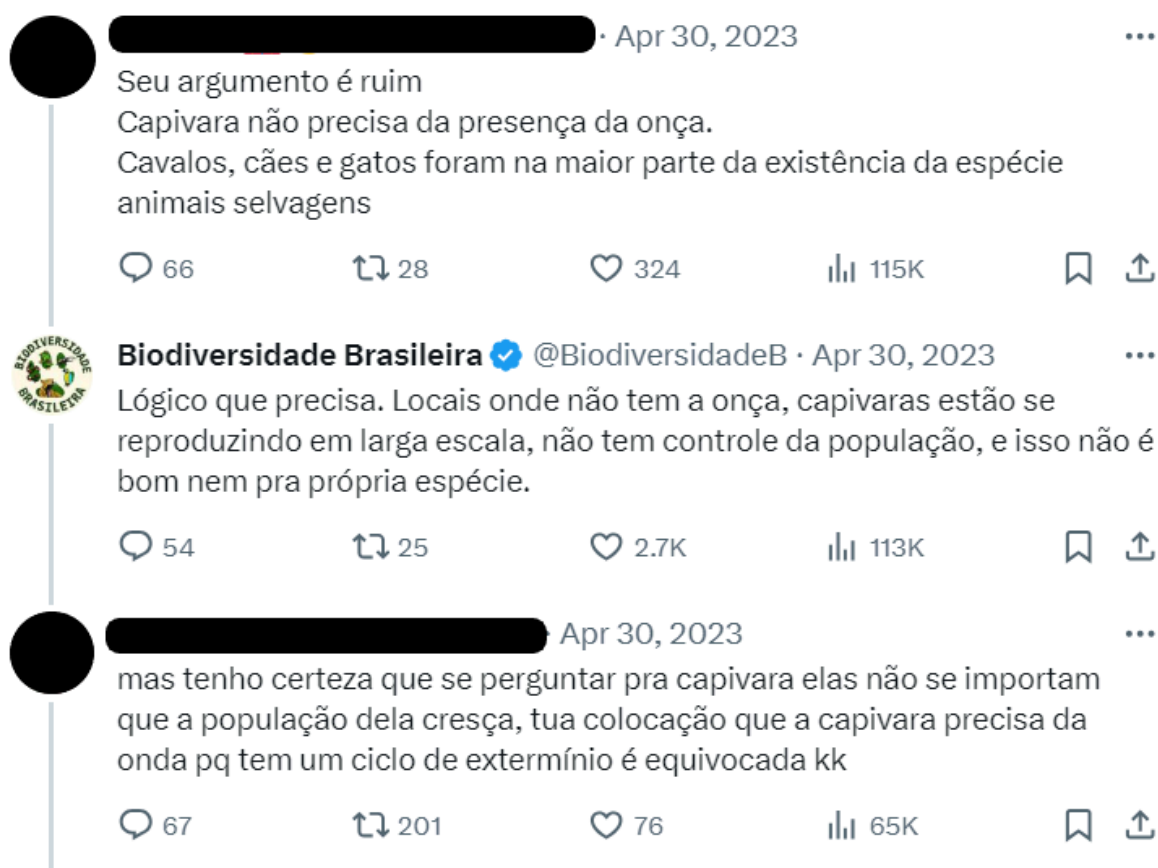 · Apr 30, 2023
Seu argumento é ruim
Capivara não precisa da presença da onça.
Cavalos, cães e gatos foram na maior parte da existência da espécie
animais selvagens
66 28 324 115K
BIODIVERSIDADE BRASILEIRA
Biodiversidade Brasileira @BiodiversidadeB · Apr 30, 2023
Lógico que precisa. Locais onde não tem a onça, capivaras estão se
reproduzindo em larga escala, não tem controle da população, e isso não é
bom nem pra própria espécie.
54 25 2.7K 113K
Apr 30, 2023
mas tenho certeza que se perguntar pra capivara elas não se importam
que a população dela cresça, tua colocação que a capivara precisa da
onda pq tem um ciclo de extermínio é equivocada kk
67 201 76 65K